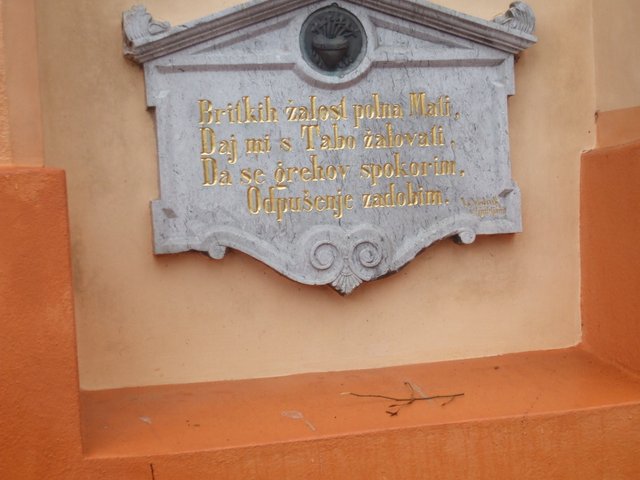 Britkih žalost polna Mati,
Daj mi s Tabo žalovati,
Da se grehov spokorim,
Odpušenje zadobim.